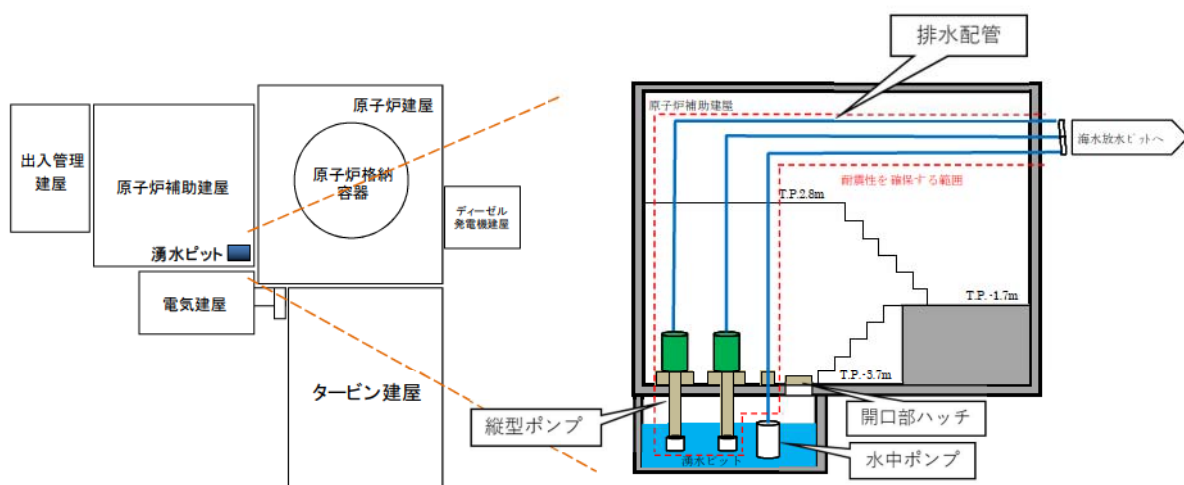 出入管理
建屋
原子炉補助建屋
湧水ピット
電気建屋
原子炉建屋
原子炉格納
容器
ディーゼル
発電機建屋
タービン建屋
排水配管
原子炉補助建屋
海水放水ピットへ
耐震性を確保する範囲
T.P.2.8m
T.P.-1.7m
T.P.-3.7m
縦型ポンプ
開口部ハッチ
湧水ピット
水中ポンプ